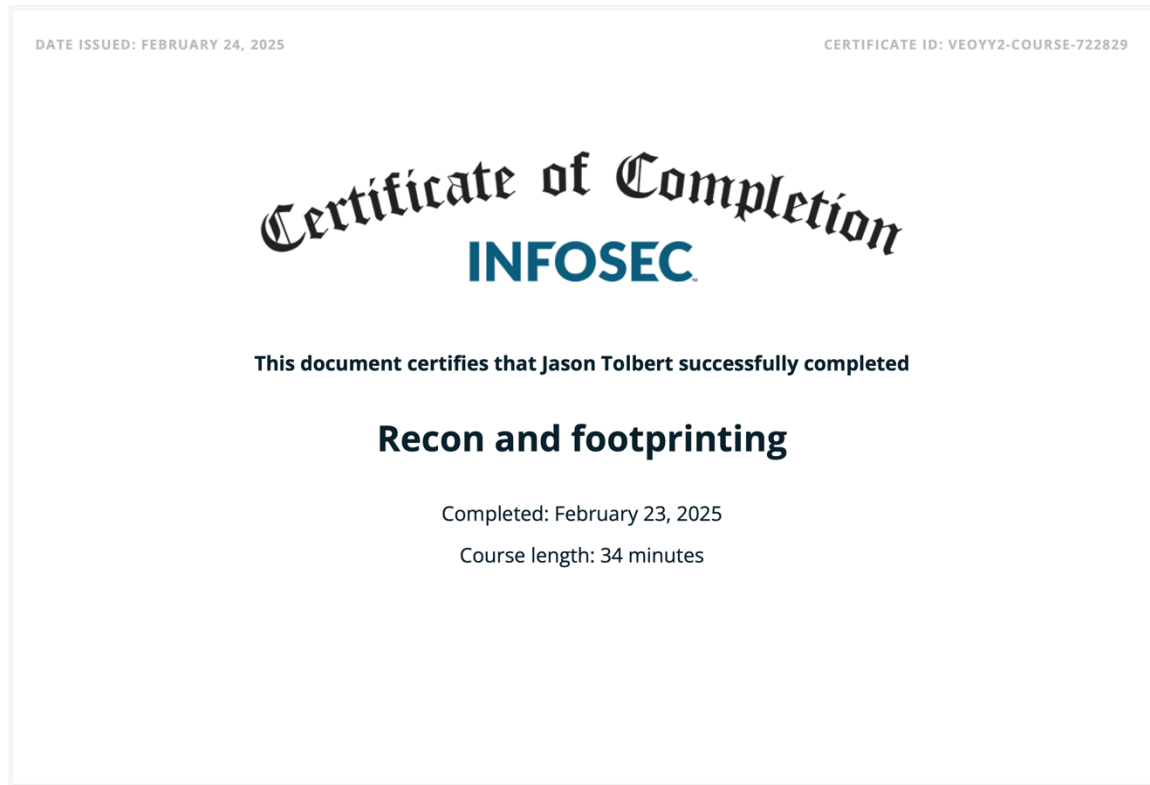 DATE ISSUED: FEBRUARY 24, 2025
CERTIFICATE ID: VEOYY2-COURSE-722829
Certificate of Completion
INFOSEC™
This document certifies that Jason Tolbert successfully completed
Recon and footprinting
Completed: February 23, 2025
Course length: 34 minutes